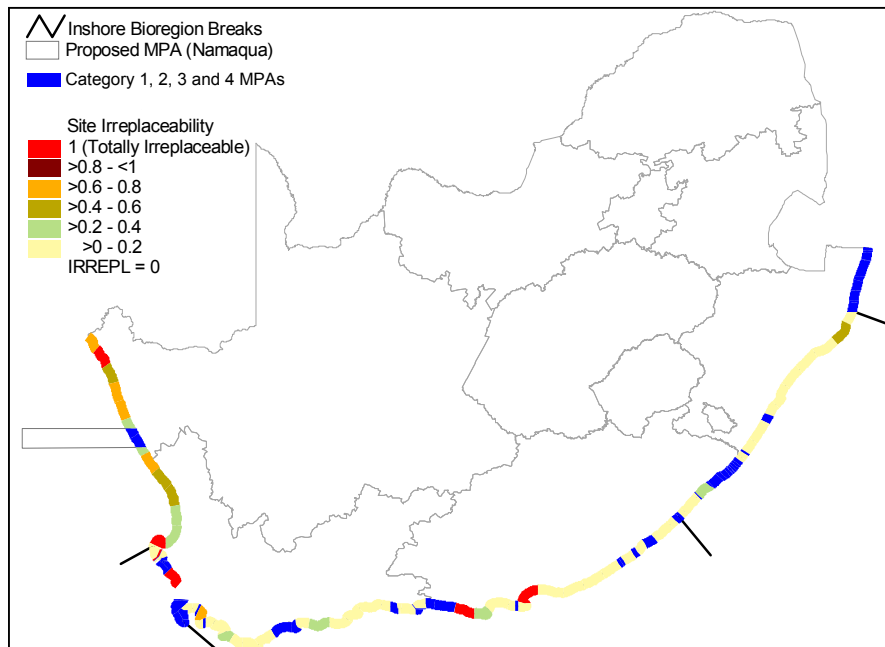 Inshore Bioregion Breaks
Proposed MPA (Namaqua)
Category 1, 2, 3 and 4 MPAs
Site Irreplaceability
1 (Totally Irreplaceable)
>0.8 - <1
>0.6 - 0.8
>0.4 - 0.6
>0.2 - 0.4
>0 - 0.2
IRREPL = 0